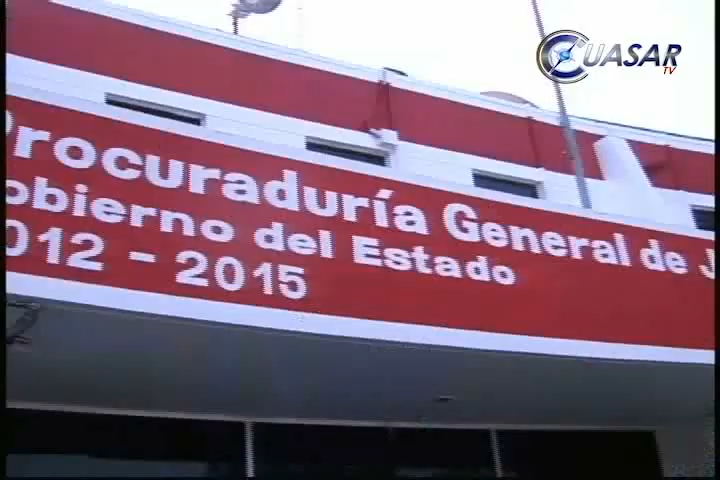 CUASAR
TV
Procuraduría General de J
obierno del Estado
012 - 2015